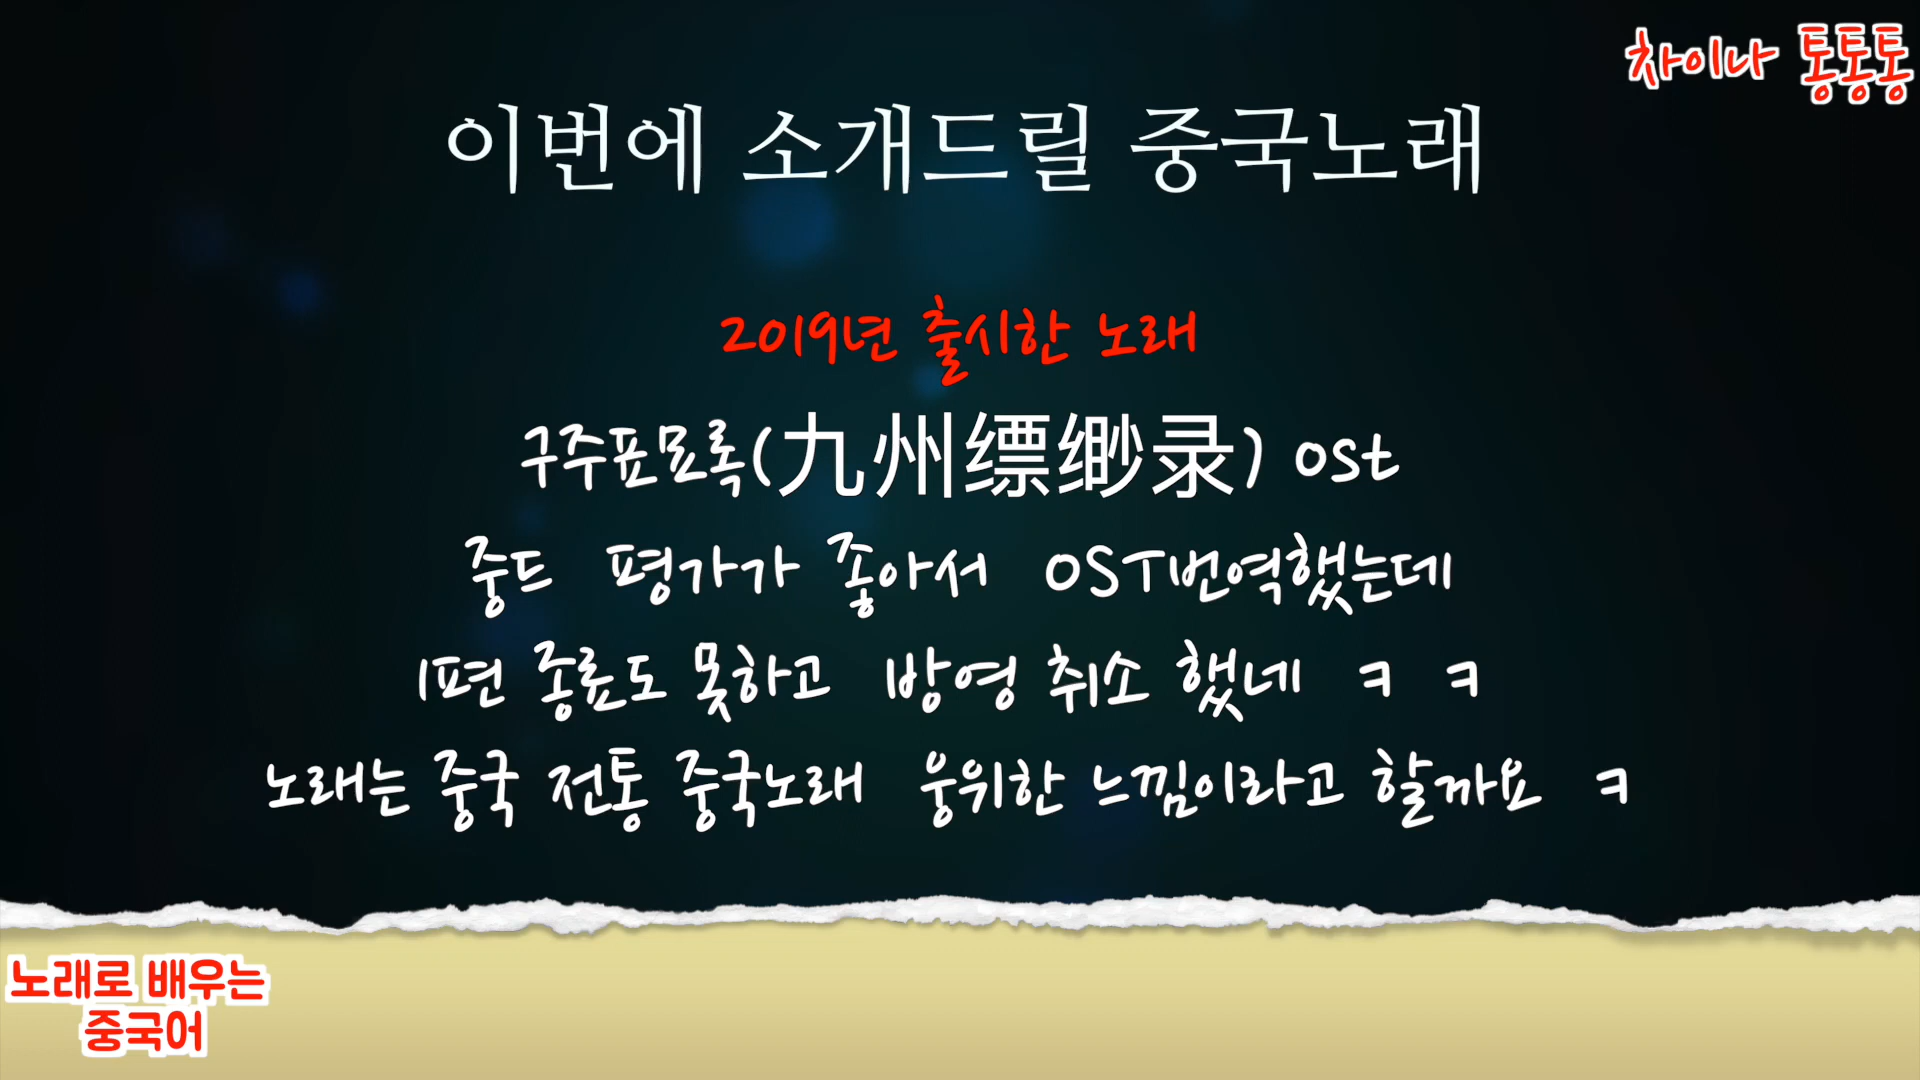 차이나 통통통
이번에 소개드릴 중국노래
2019년 출시한 노래
구주표묘록(九州缥缈录) ost
중드 평가가 좋아서 OST번역했는데
1편 종료도 못하고 방영 취소 했네 ㅋ ㅋ
노래는 중국 전통 중국노래 웅위한 느낌이라고 할까요 ㅋ
노래로 배우는
중국어